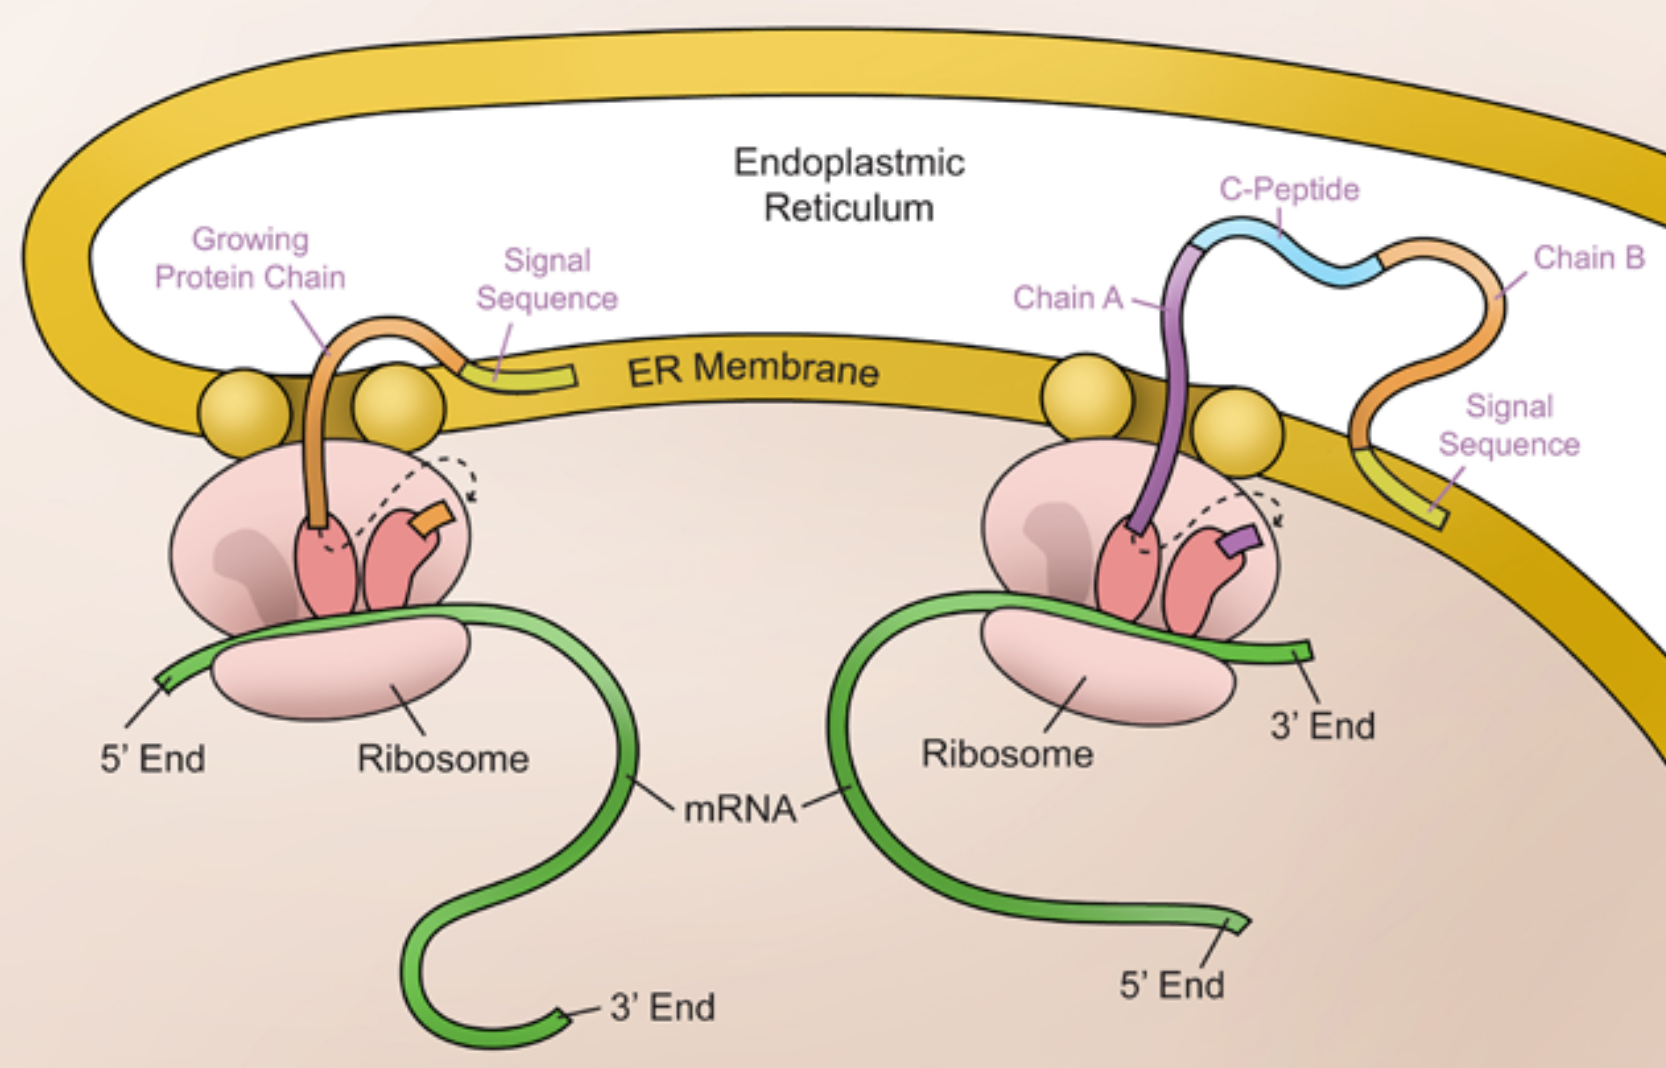 Endoplastmic
Reticulum
C-Peptide
Growing
Protein Chain
Signal
Sequence
Chain A
Chain B
ER Membrane
Signal
Sequence
5’ End
Ribosome
mRNA
Ribosome
3’ End
3’ End
5’ End